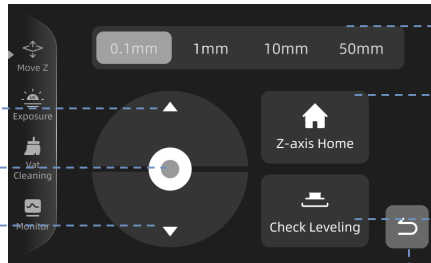 0.1mm 1mm 10mm 50mm
Move Z
Exposure
Vat
Cleaning
Monitor
Z-axis Home
Check Leveling